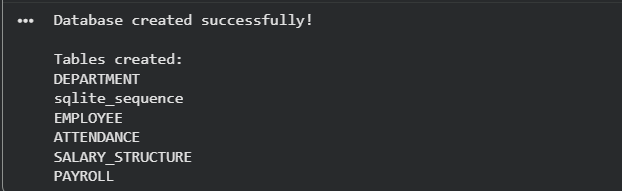 Database created successfully!
Tables created:
DEPARTMENT
sqlite_sequence
EMPLOYEE
ATTENDANCE
SALARY_STRUCTURE
PAYROLL